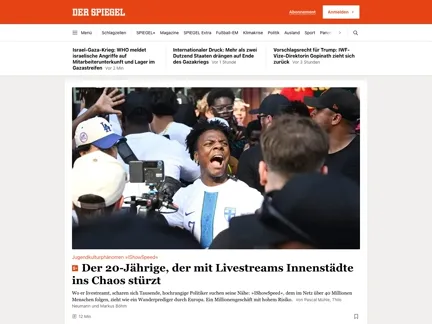 DER SPIEGEL
Abonnement
Anmelden
Menü Schlagzeilen SPIEGEL+ Magazine SPIEGEL Extra Fußball-EM Klimakrise Politik Ausland Sport
Israel-Gaza-Krieg: WHO meldet
israelische Angriffe auf
Mitarbeiterunterkunft und Lager im
Gazastreifen Vor 2 Min
Internationaler Druck: Mehr als zwei
Dutzend Staaten drängen auf Ende
des Gazakriegs Vor 1 Stunde
Vorschlagsrecht für Trump: IWF-
Vize-Direktorin Gopinath zieht sich
zurück Vor 2 Stunden
Jugendkulturphänomen »IShowSpeed«
Der 20-Jährige, der mit Livestreams Innenstädte
ins Chaos stürzt
Wo er livestreamt, scharen sich Tausende, hochrangige Politiker suchen seine Nähe: »IShowSpeed«, dem im Netz über 40 Millionen
Menschen folgen, zieht wie ein Wanderprediger durch Europa. Ein Millionengeschäft mit hohem Risiko. Von Pascal Mühle, Thilo
Neumann und Markus Böhm
12 Min